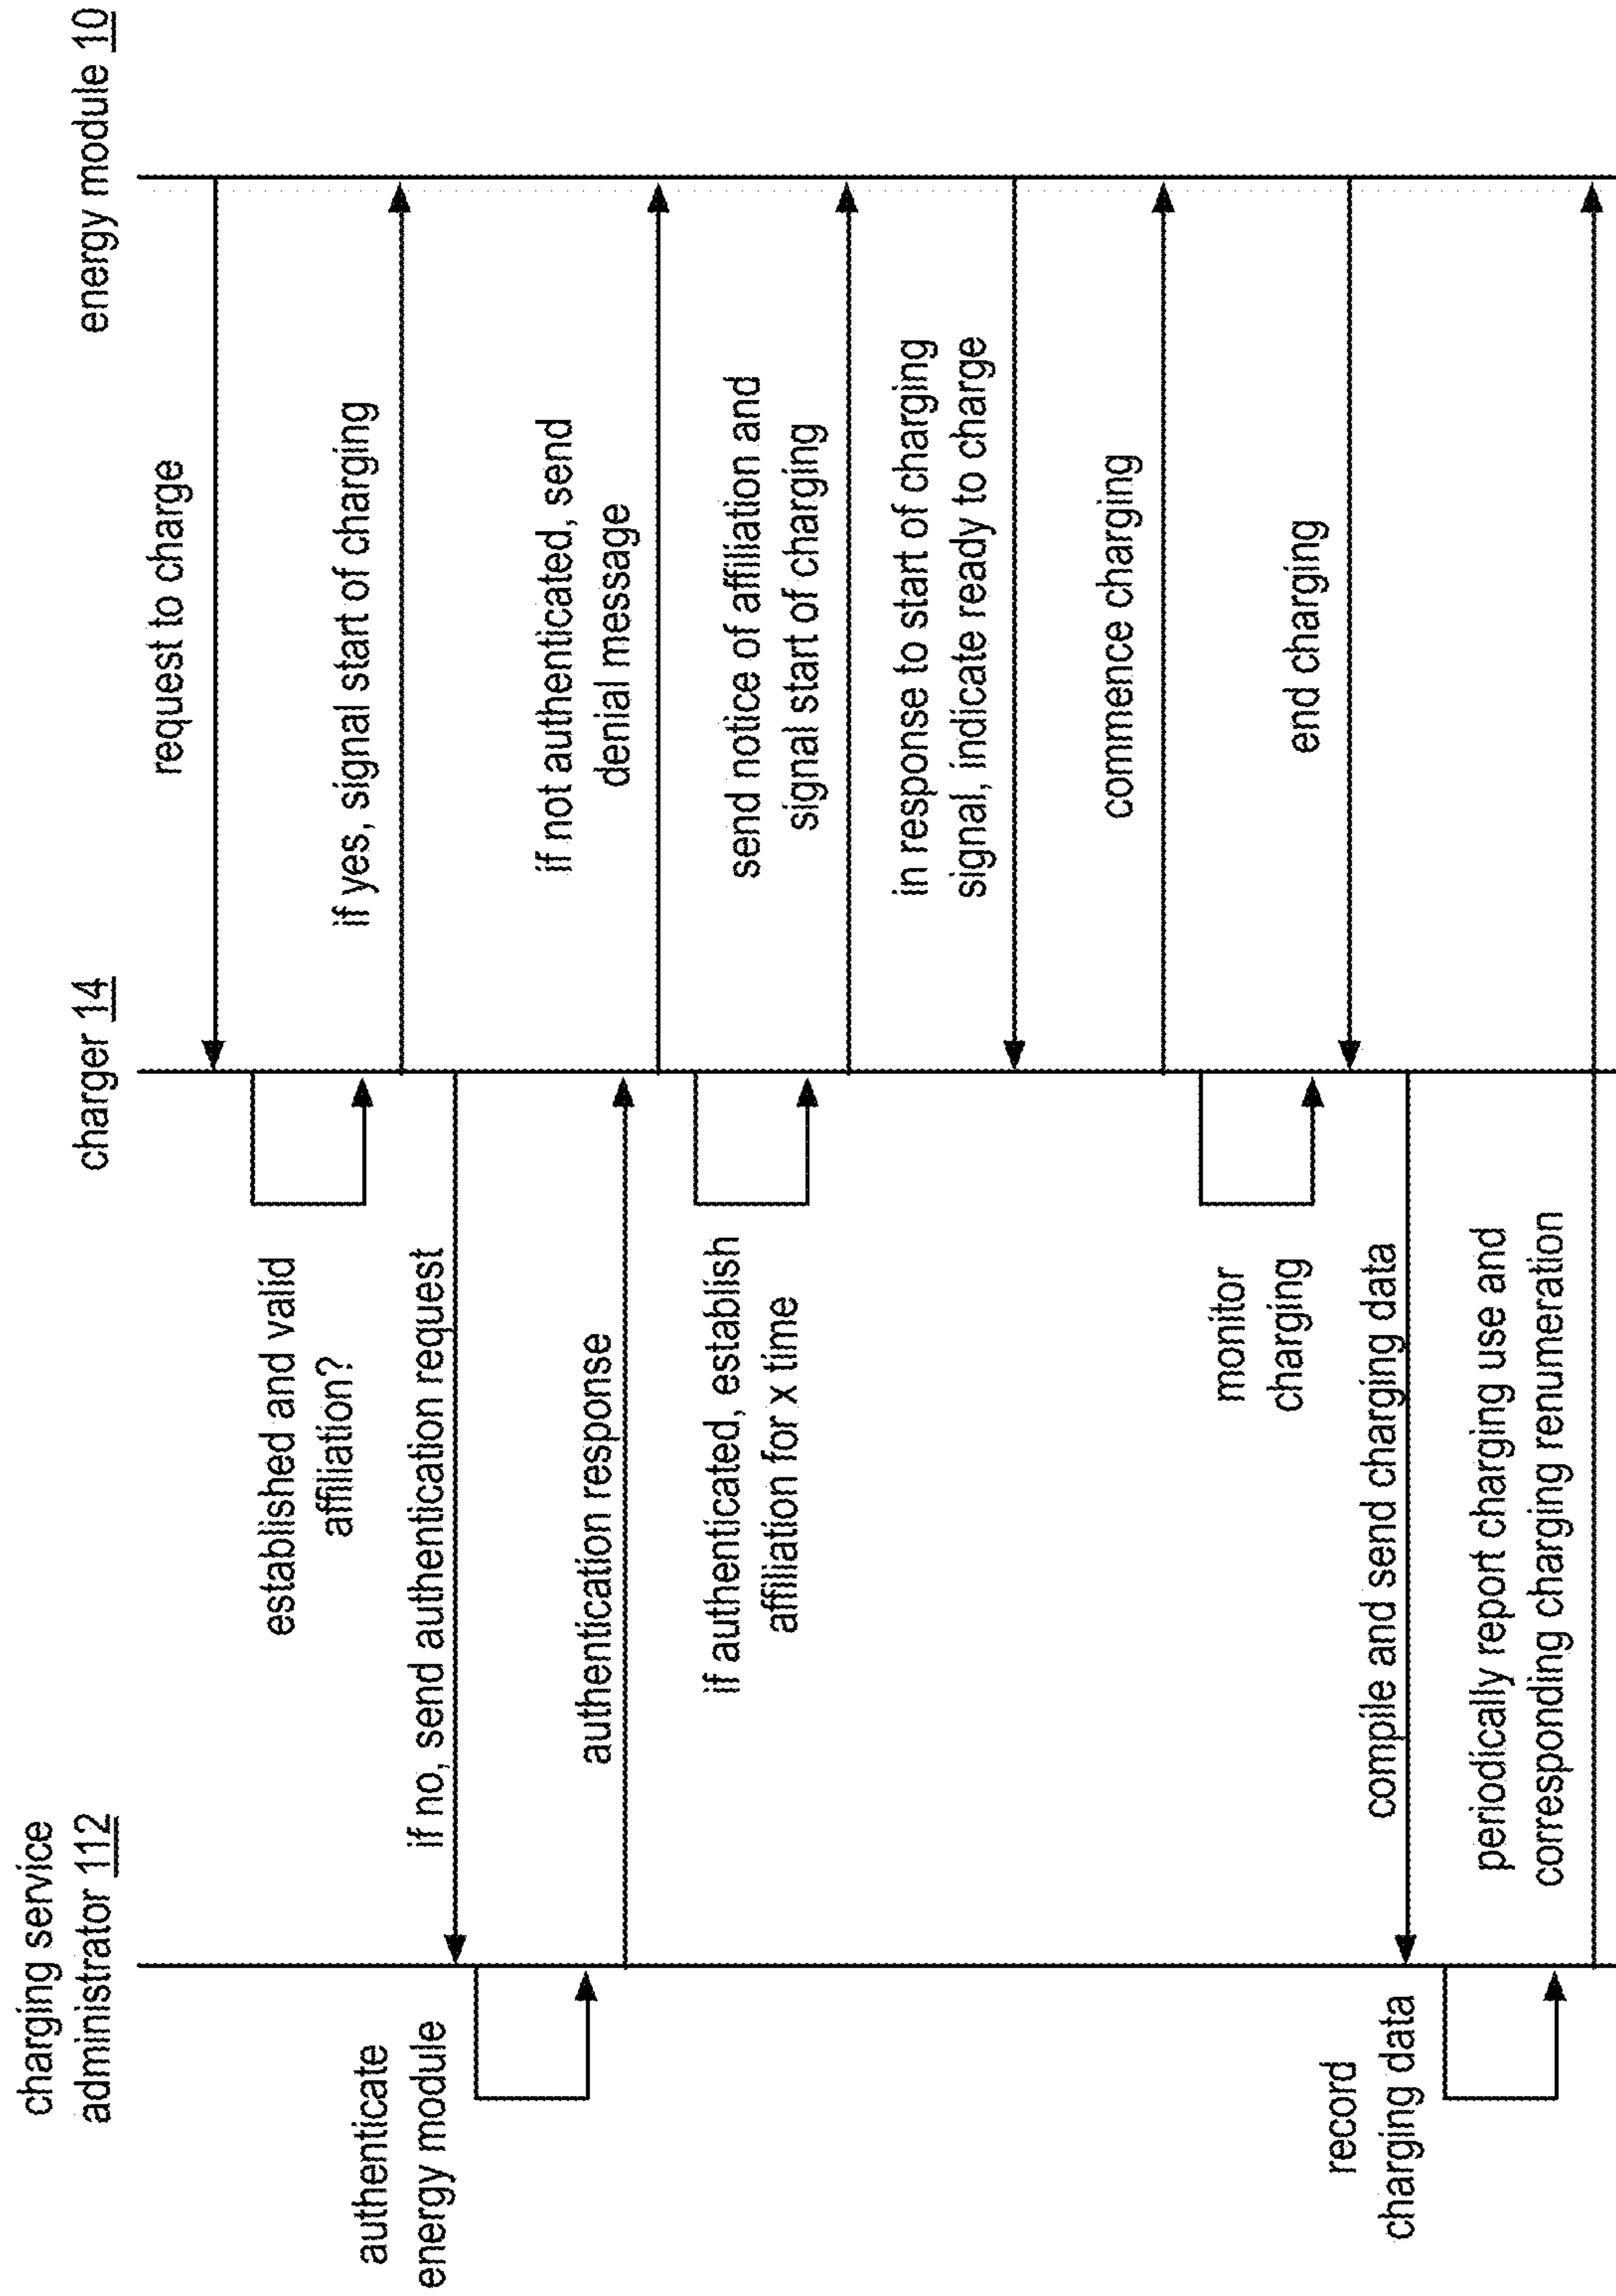 charging service
administrator 112
charger 14
energy module 10
request to charge
established and valid
affiliation?
if yes, signal start of charging
if no, send authentication request
authenticate
energy module
authentication response
if not authenticated, send
denial message
if authenticated, establish
affiliation for x time
send notice of affiliation and
signal start of charging
in response to start of charging
signal, indicate ready to charge
commence charging
monitor
charging
end charging
compile and send charging data
record
charging data
periodically report charging use and
corresponding charging renumeration